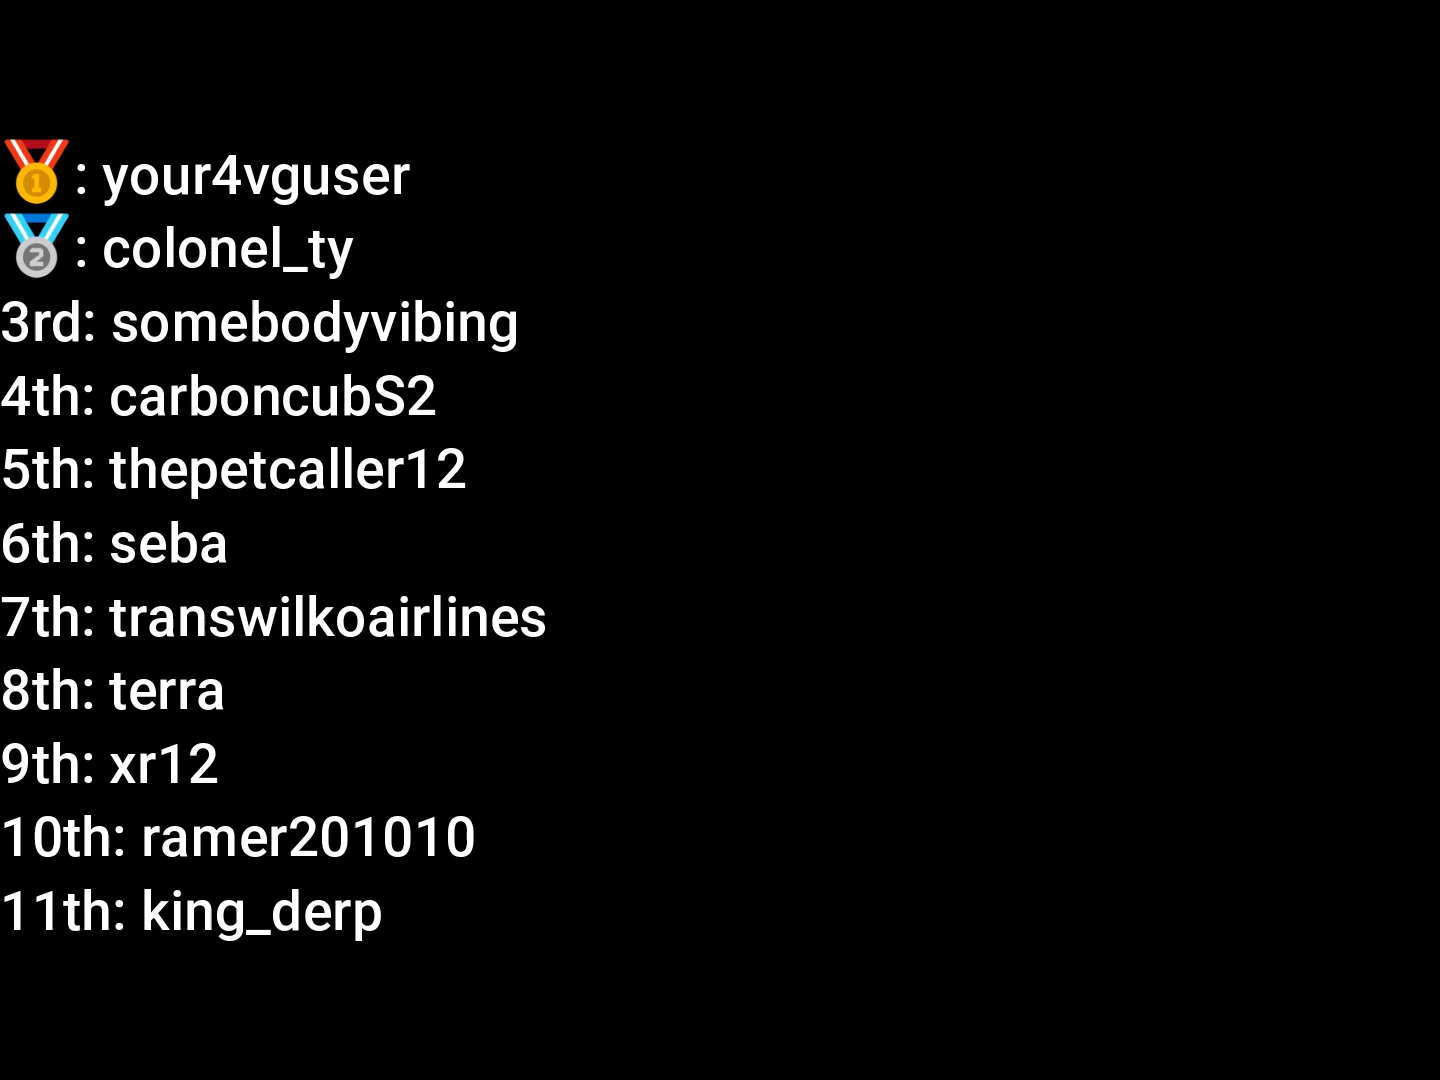 🥇: your4vguser
🥈: colonel_ty
3rd: somebodyvibing
4th: carboncubS2
5th: thepetcaller12
6th: seba
7th: transwilkoairlines
8th: terra
9th: xr12
10th: ramer201010
11th: king_derp